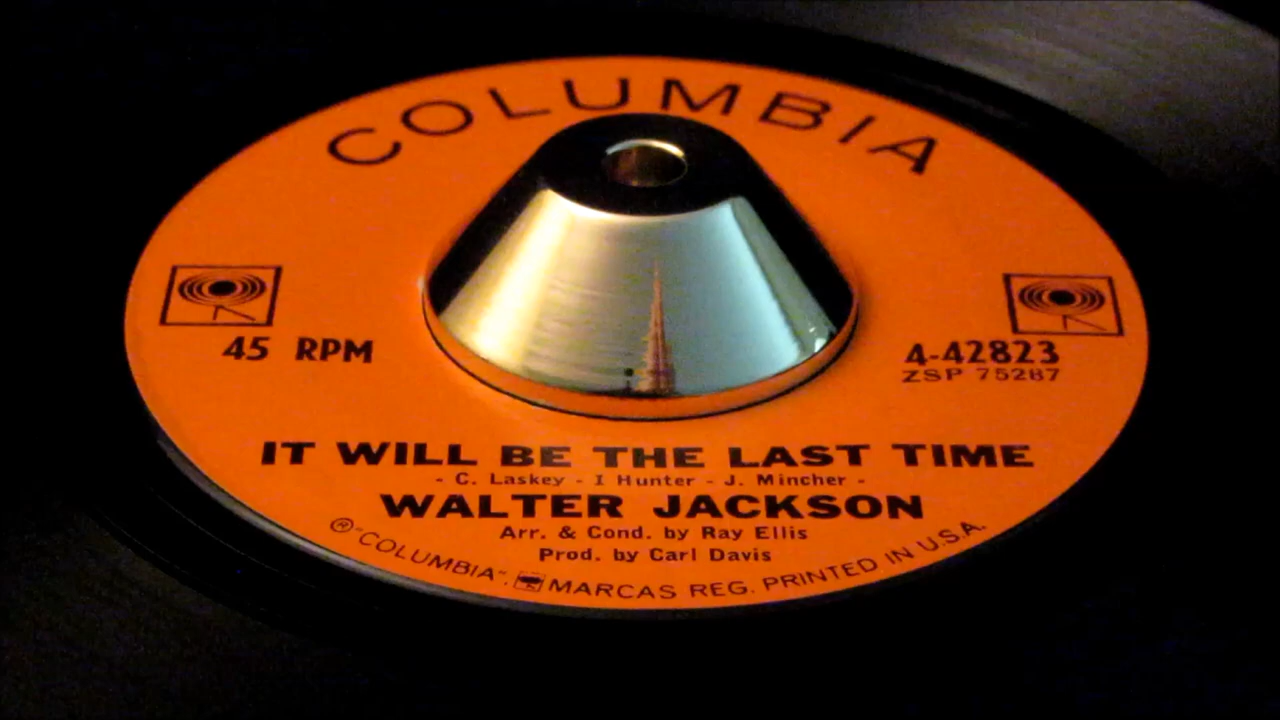 COLUMBIA
45 RPM
4-42823
ZSP 75287
IT WILL BE THE LAST TIME
- C. Laskey - I Hunter - J. Mincher -
WALTER JACKSON
Arr. & Cond. by Ray Ellis
Prod. by Carl Davis
® "COLUMBIA", MARCAS REG. PRINTED IN U.S.A.